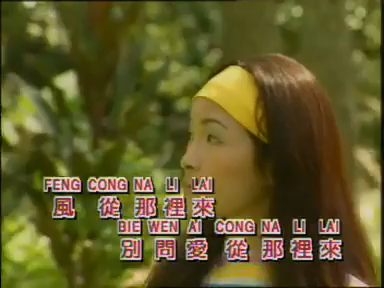 FENG CONG NA LI LAI
風 從 那 裡 來
BIE WEN AI CONG NA LI LAI
別 問 愛 從 那 裡 來